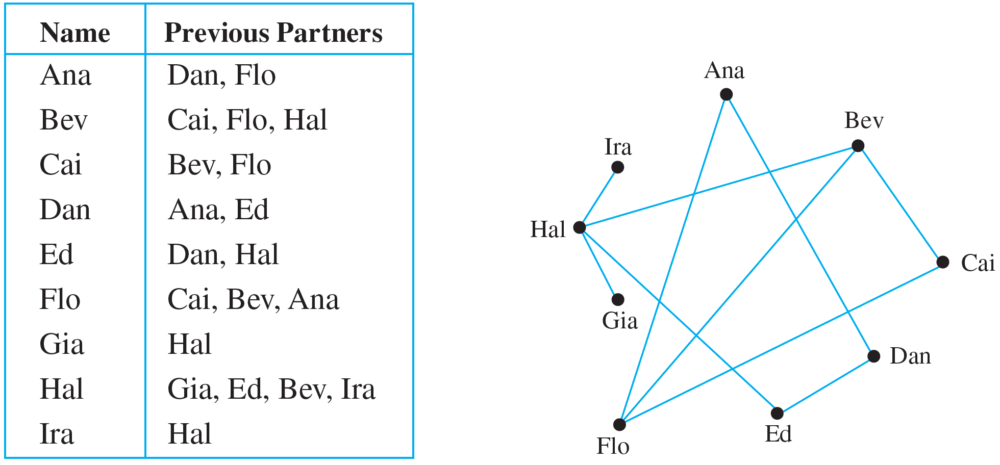 Name Previous Partners
Ana Dan, Flo
Bev Cai, Flo, Hal
Cai Bev, Flo
Dan Ana, Ed
Ed Dan, Hal
Flo Cai, Bev, Ana
Gia Hal
Hal Gia, Ed, Bev, Ira
Ira Hal
Ana
Bev
Ira
Hal
Cai
Gia
Dan
Ed
Flo